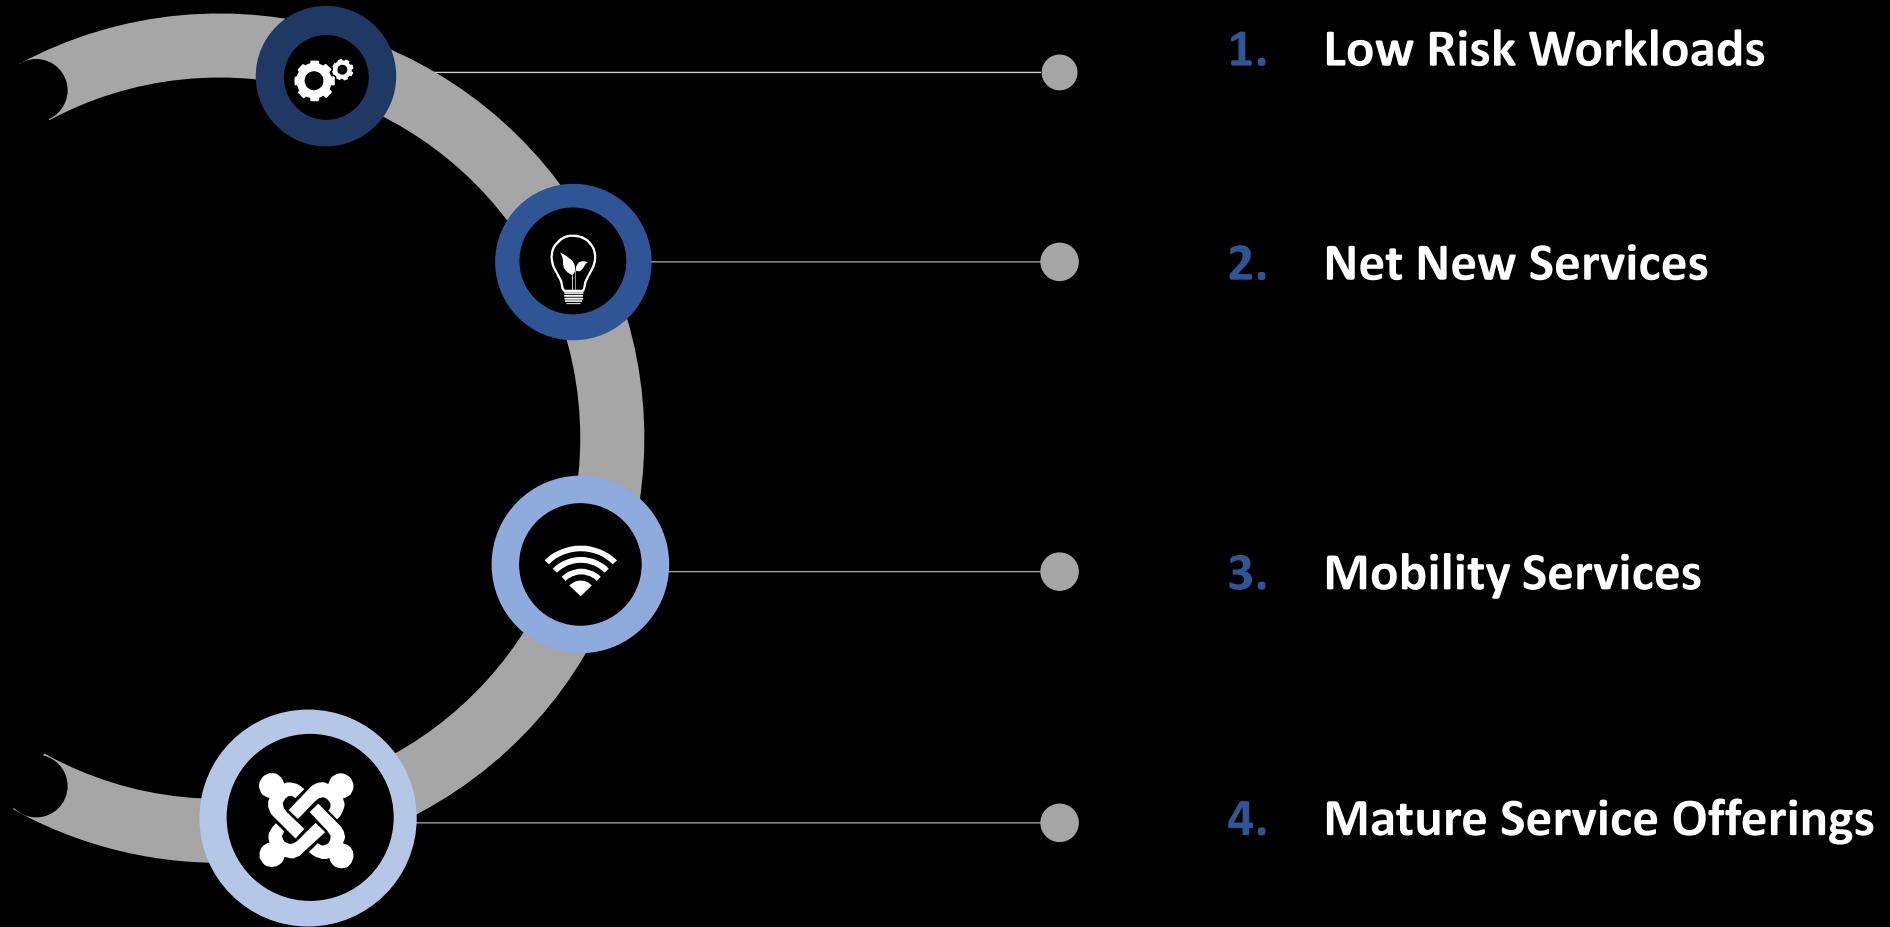 1. Low Risk Workloads
2. Net New Services
3. Mobility Services
4. Mature Service Offerings